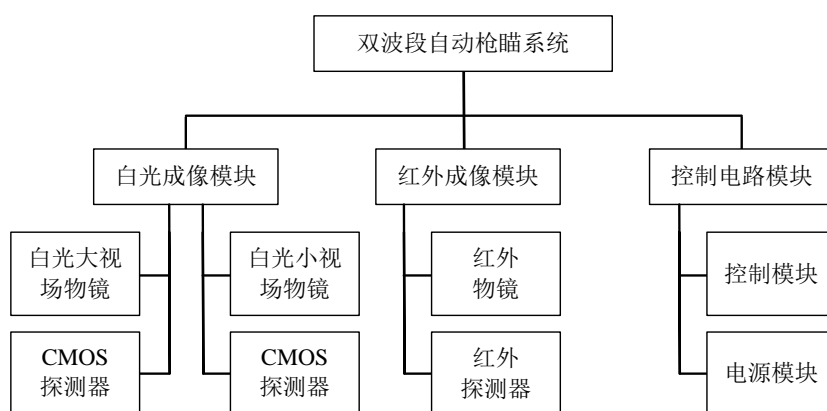 双波段自动枪瞄系统
白光成像模块
红外成像模块
控制电路模块
白光大视
场物镜
白光小视
场物镜
红外
物镜
控制模块
CMOS
探测器
CMOS
探测器
红外
探测器
电源模块